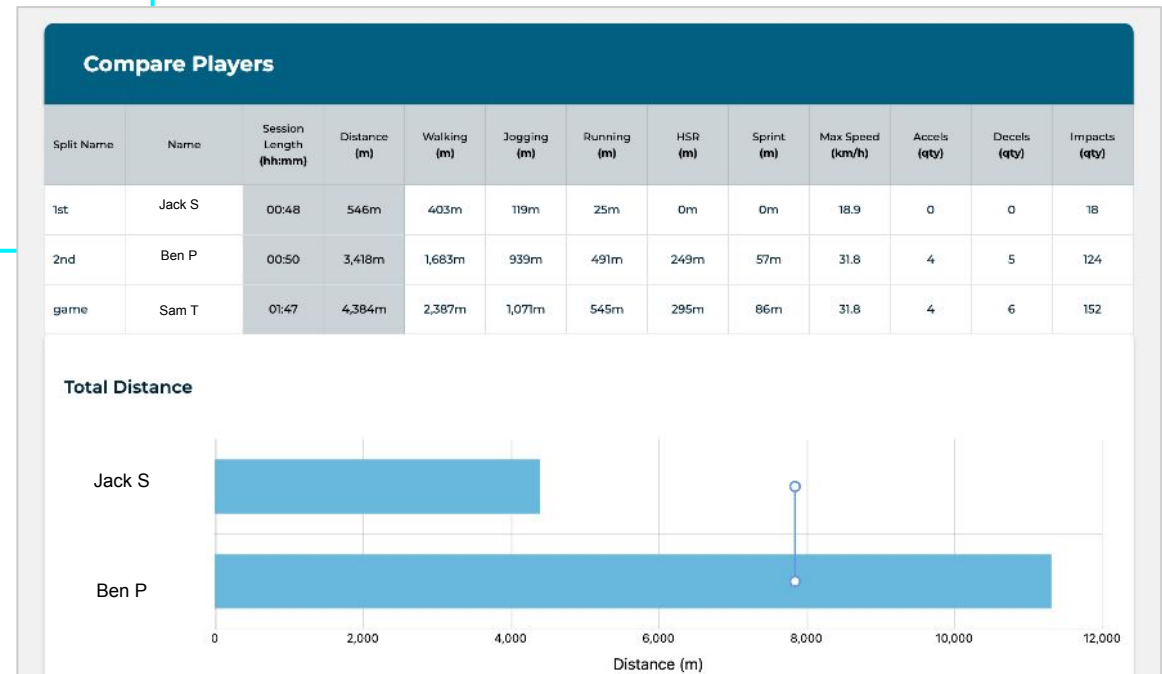 Compare Players
Split Name Name Session Length (hh:mm) Distance (m) Walking (m) Jogging (m) Running (m) HSR (m) Sprint (m) Max Speed (km/h) Accels (qty) Decels (qty) Impacts (qty)
1st Jack S 00:48 546m 403m 119m 25m 0m 0m 18.9 0 0 18
2nd Ben P 00:50 3,418m 1,683m 939m 491m 249m 57m 31.8 4 5 124
game Sam T 01:47 4,384m 2,387m 1,071m 545m 295m 86m 31.8 4 6 152
Total Distance
Jack S
Ben P
0 2,000 4,000 6,000 8,000 10,000 12,000
Distance (m)